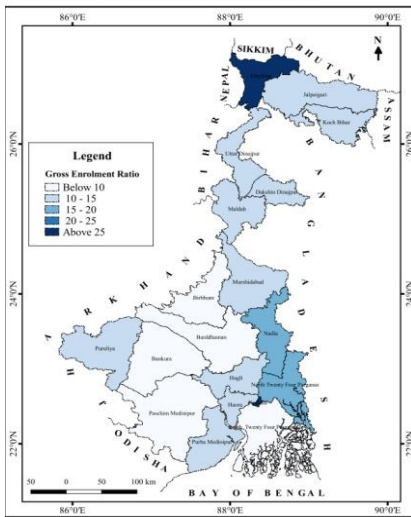 86°0'E
88°0'E
90°0'E
SIKKIM
N
BHUTAN
NEPAL
ASSAM
Jalpaiguri
Koch Bihar
26°0'N
26°0'N
BIHAR
Uttar Dinajpur
Dakshin Dinajpur
Maldah
BANGLADESH
Legend
Gross Enrolment Ratio
Below 10
10 - 15
15 - 20
20 - 25
Above 25
JHARKHAND
Murshidabad
24°0'N
24°0'N
Birbhum
Nadia
Barddhaman
Puruliya
Bankura
Hugli
North Twenty Four Parganas
Haora
Paschim Medinipur
Twenty Four
Purba Medinipur
22°0'N
22°0'N
ODISHA
50 0 50 100 km
BAY OF BENGAL
86°0'E
88°0'E
90°0'E